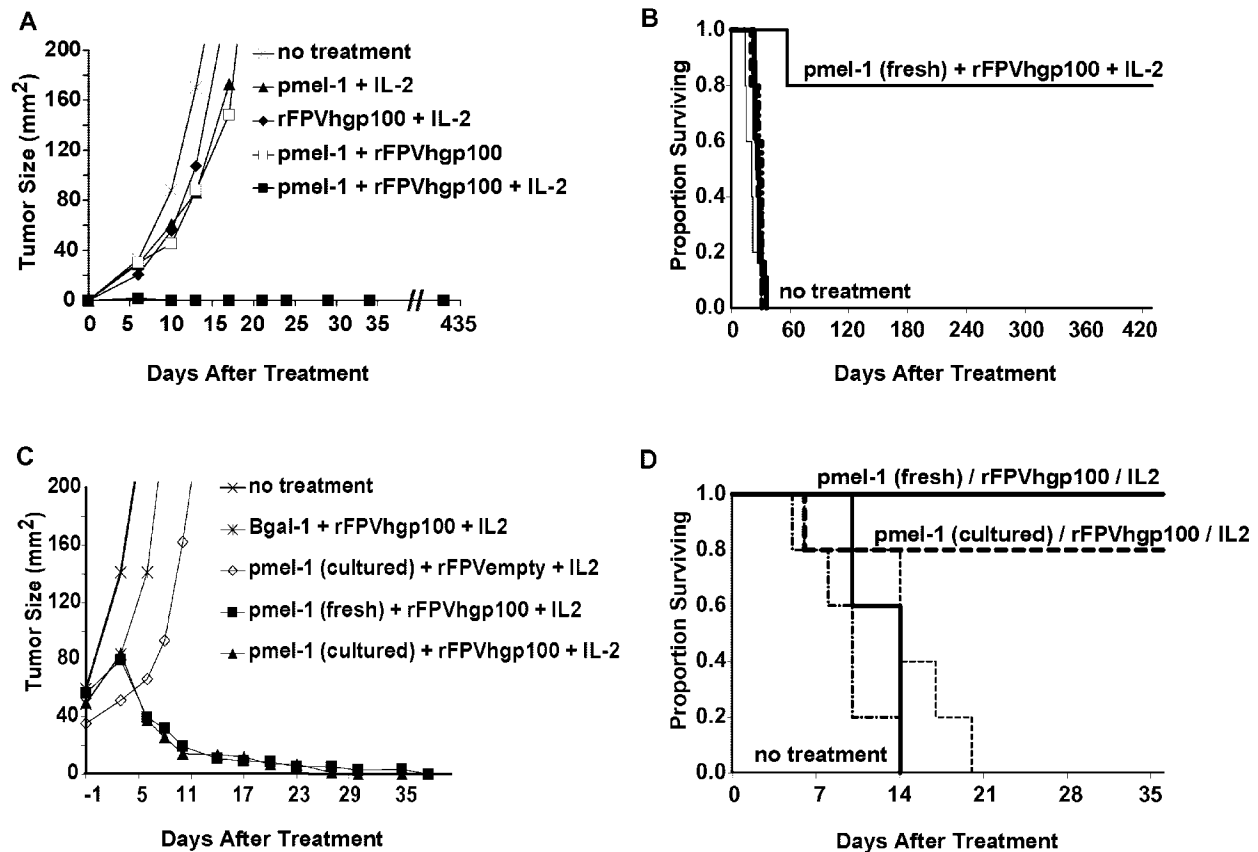 A
Tumor Size (mm2)
200
160
120
80
40
0
no treatment
pmel-1 + IL-2
rFPVhgp100 + IL-2
pmel-1 + rFPVhgp100
pmel-1 + rFPVhgp100 + IL-2
0 5 10 15 20 25 30 35 // 435
Days After Treatment
B
Proportion Surviving
1.0
0.8
0.6
0.4
0.2
0.0
pmel-1 (fresh) + rFPVhgp100 + IL-2
no treatment
0 60 120 180 240 300 360 420
Days After Treatment
C
Tumor Size (mm2)
200
160
120
80
40
0
no treatment
Bgal-1 + rFPVhgp100 + IL2
pmel-1 (cultured) + rFPVempty + IL2
pmel-1 (fresh) + rFPVhgp100 + IL2
pmel-1 (cultured) + rFPVhgp100 + IL-2
-1 5 11 17 23 29 35
Days After Treatment
D
Proportion Surviving
1.0
0.8
0.6
0.4
0.2
0.0
pmel-1 (fresh) / rFPVhgp100 / IL2
pmel-1 (cultured) / rFPVhgp100 / IL2
no treatment
0 7 14 21 28 35
Days After Treatment